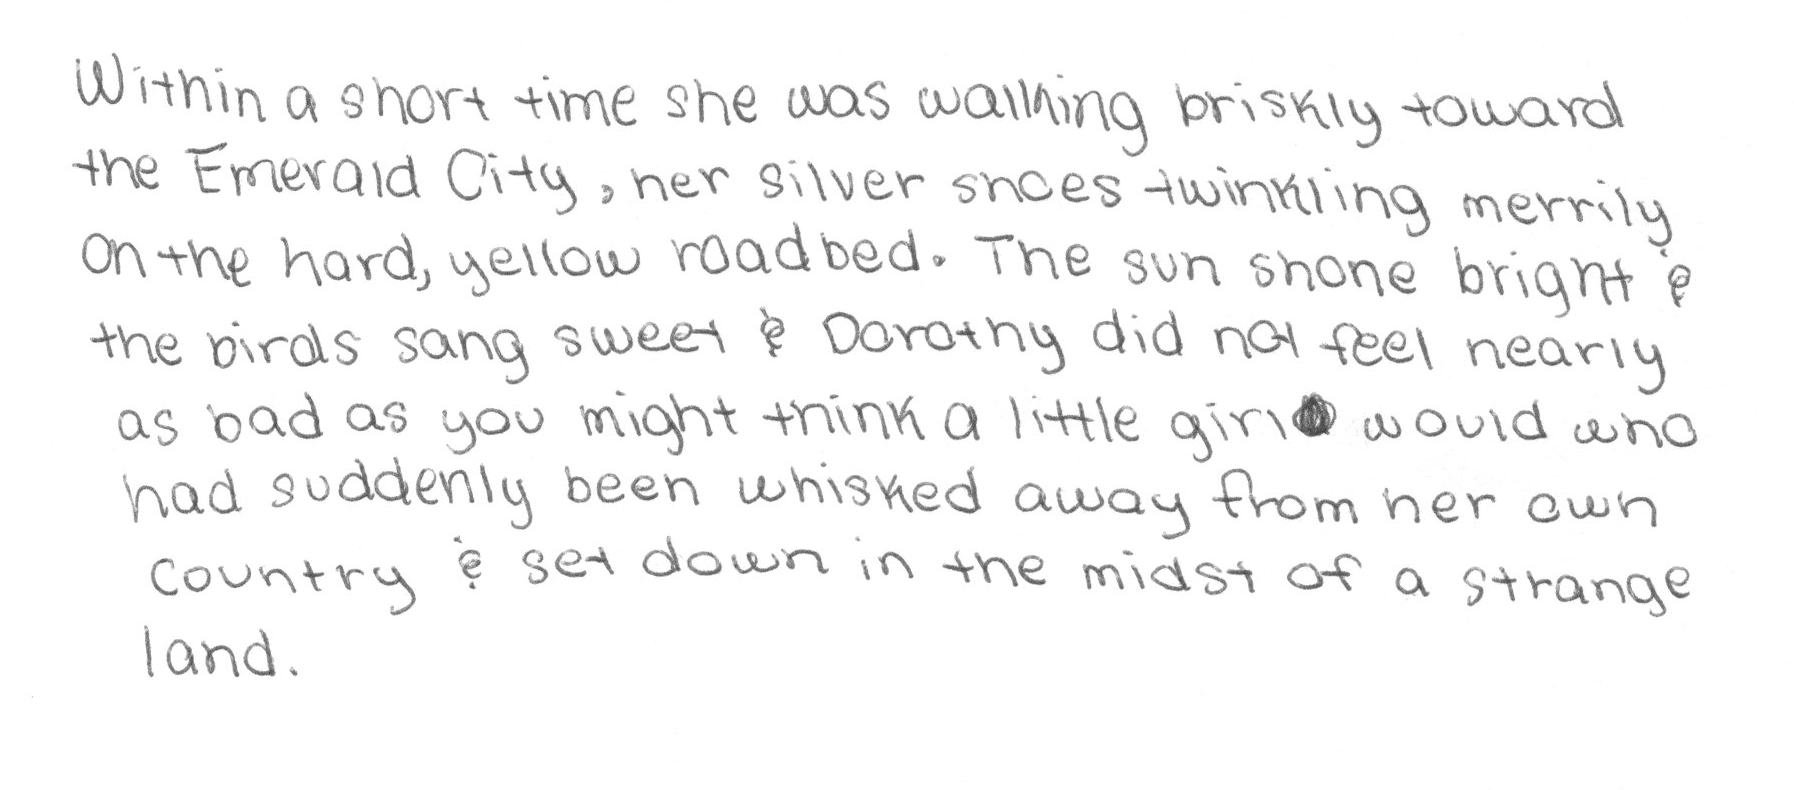 Within a short time she was walking briskly toward
the Emerald City, her silver shoes twinkling merrily
on the hard, yellow roadbed. The sun shone bright &
the birds sang sweet & Dorothy did not feel nearly
as bad as you might think a little girl would who
had suddenly been whisked away from her own
country & set down in the midst of a strange
land.